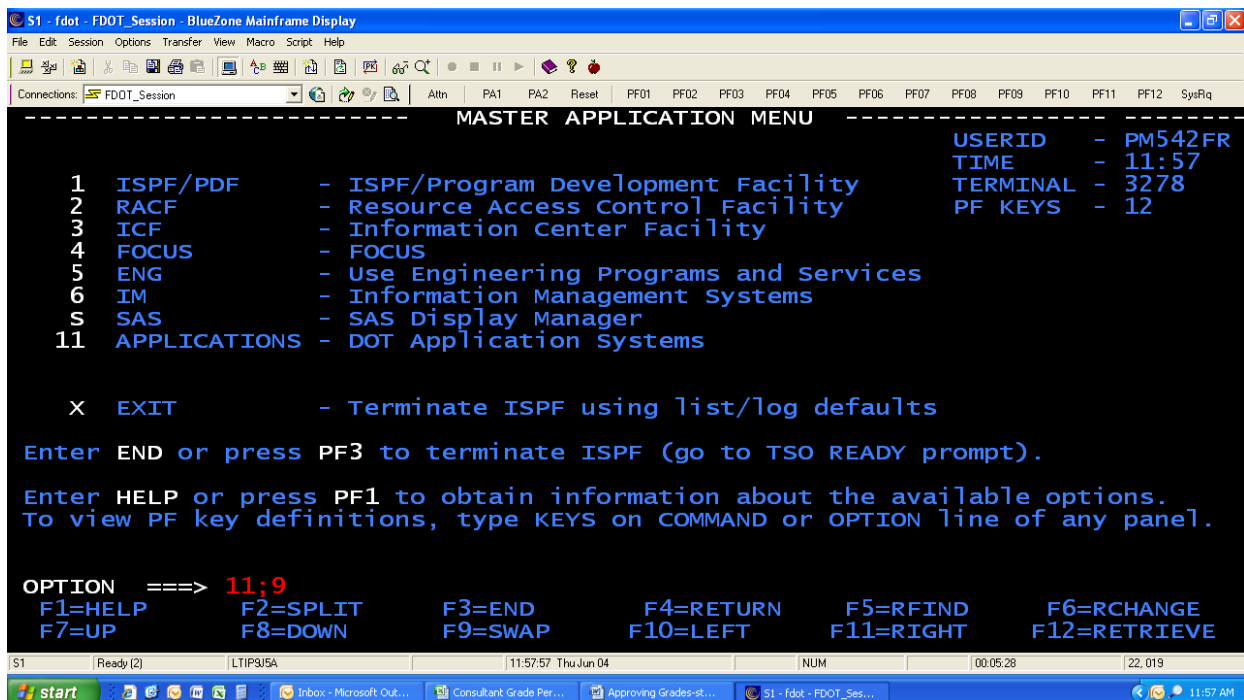 S1 - fdot - FDOT_Session - BlueZone Mainframe Display
File Edit Session Options Transfer View Macro Script Help
Connections: FDOT_Session Attn PA1 PA2 Reset PF01 PF02 PF03 PF04 PF05 PF06 PF07 PF08 PF09 PF10 PF11 PF12 SysRq
--------------------------- MASTER APPLICATION MENU ------------------ --------
USERID - PM542FR
TIME - 11:57
1 ISPF/PDF - ISPF/Program Development Facility TERMINAL - 3278
2 RACF - Resource Access Control Facility PF KEYS - 12
3 ICF - Information Center Facility
4 FOCUS - FOCUS
5 ENG - Use Engineering Programs and Services
6 IM - Information Management Systems
S SAS - SAS Display Manager
11 APPLICATIONS - DOT Application Systems
X EXIT - Terminate ISPF using list/log defaults
Enter END or press PF3 to terminate ISPF (go to TSO READY prompt).
Enter HELP or press PF1 to obtain information about the available options.
To view PF key definitions, type KEYS on COMMAND or OPTION line of any panel.
OPTION ===> 11;9
F1=HELP F2=SPLIT F3=END F4=RETURN F5=RFIND F6=RCHANGE
F7=UP F8=DOWN F9=SWAP F10=LEFT F11=RIGHT F12=RETRIEVE
S1 Ready (2) LTIP9J5A 11:57:57 Thu Jun 04 NUM 00:05:28 22, 019
start Inbox - Microsoft Out... Consultant Grade Per... Approving Grades-st... S1 - fdot - FDOT_Ses... 11:57 AM